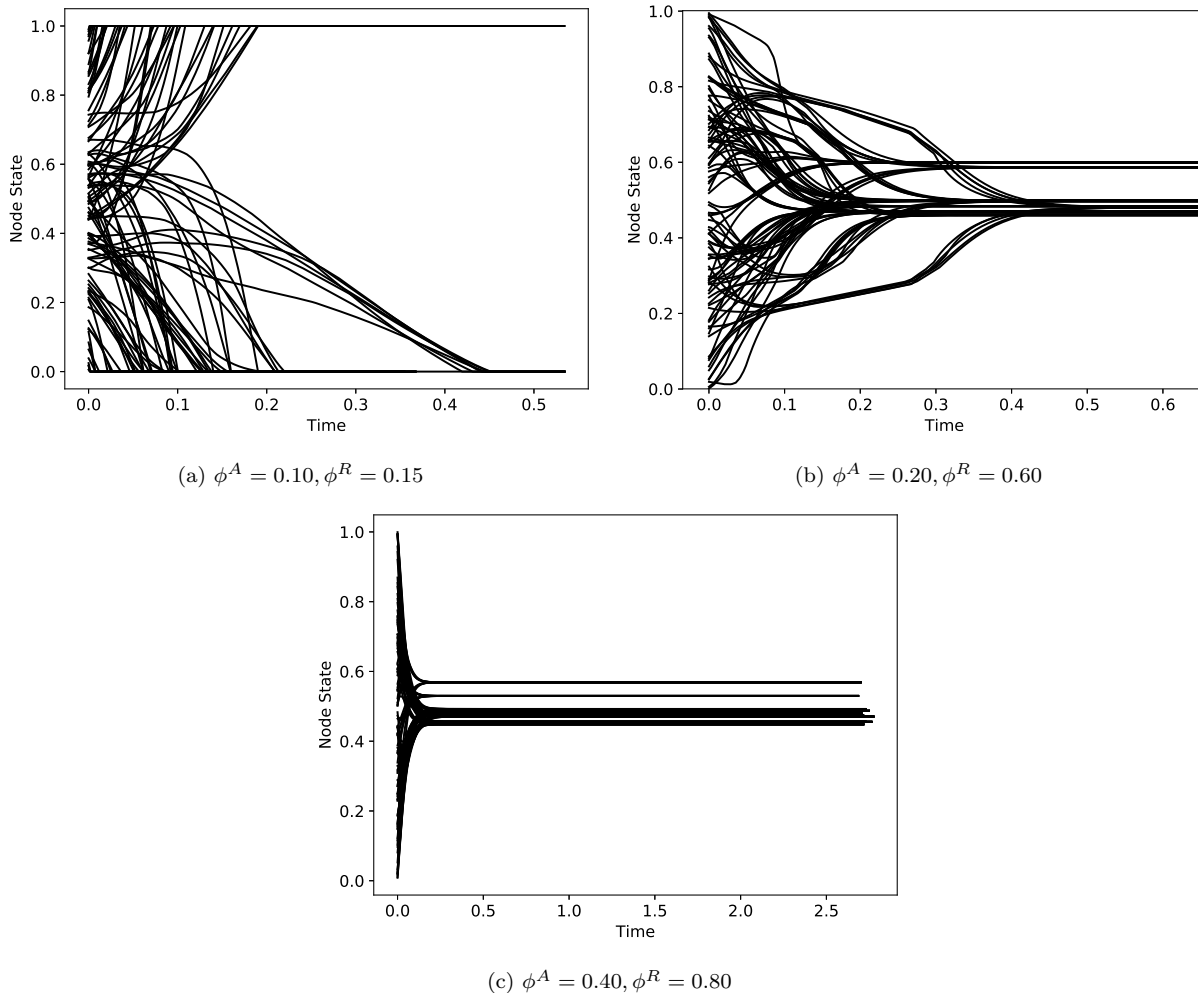 1.0
0.8
0.6
0.4
0.2
0.0
Node State
0.0 0.1 0.2 0.3 0.4 0.5
Time
(a) ϕ^A = 0.10, ϕ^R = 0.15
1.0
0.8
0.6
0.4
0.2
0.0
Node State
0.0 0.1 0.2 0.3 0.4 0.5 0.6
Time
(b) ϕ^A = 0.20, ϕ^R = 0.60
1.0
0.8
0.6
0.4
0.2
0.0
Node State
0.0 0.5 1.0 1.5 2.0 2.5
Time
(c) ϕ^A = 0.40, ϕ^R = 0.80